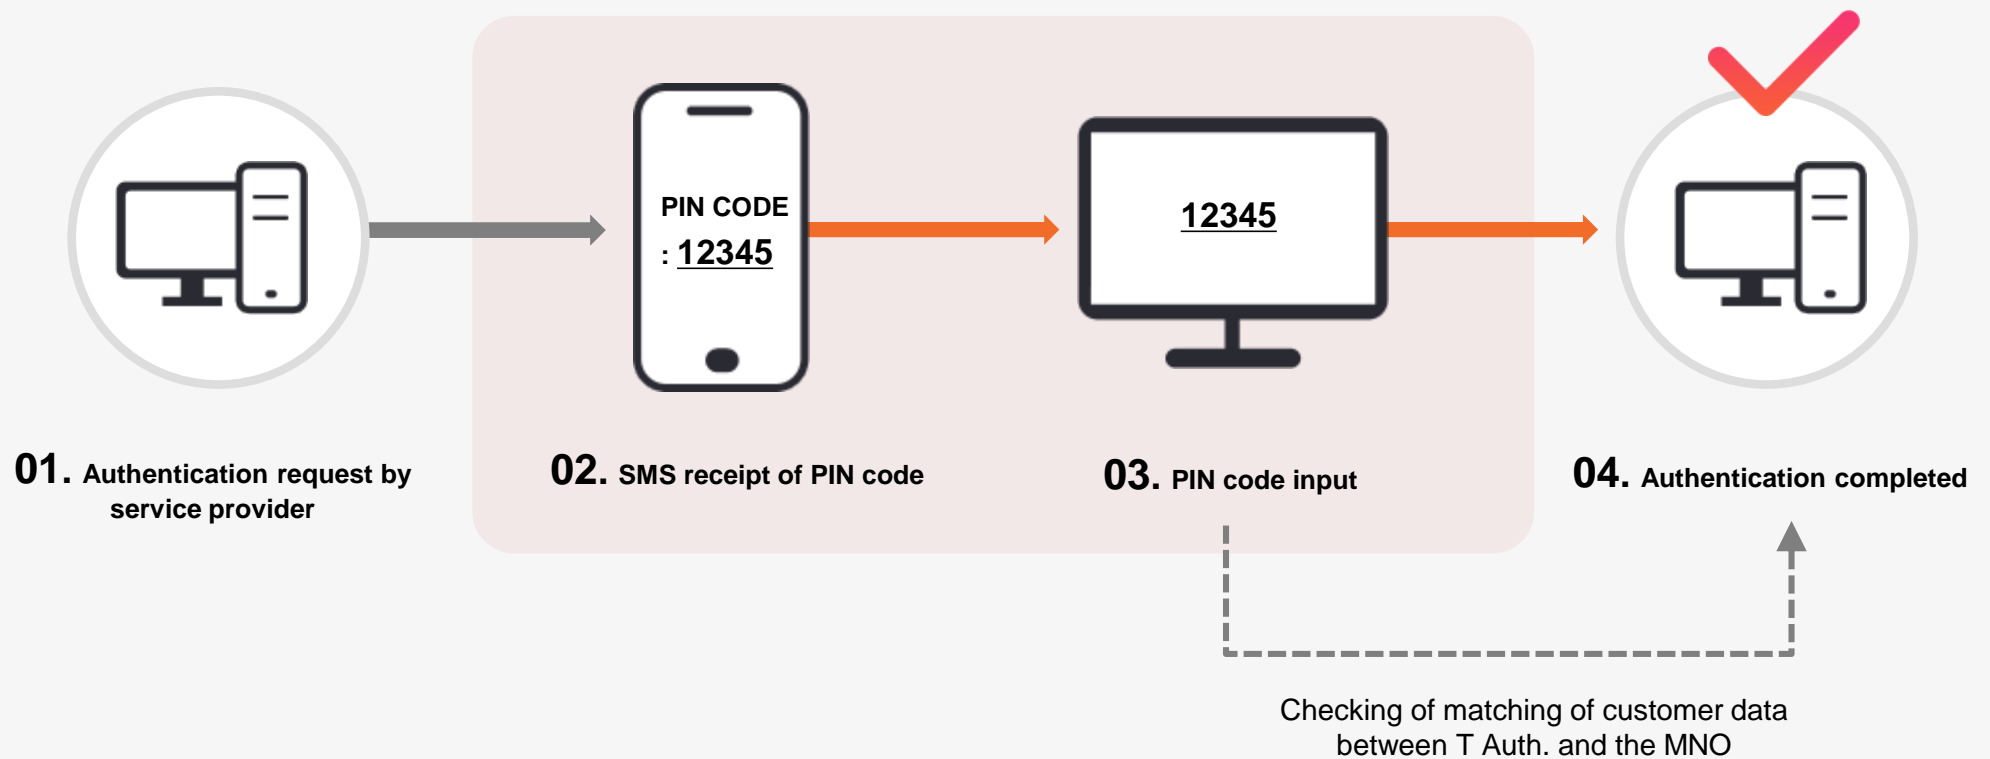 PIN CODE
: 12345
12345
01. Authentication request by
service provider
02. SMS receipt of PIN code
03. PIN code input
04. Authentication completed
Checking of matching of customer data
between T Auth. and the MNO